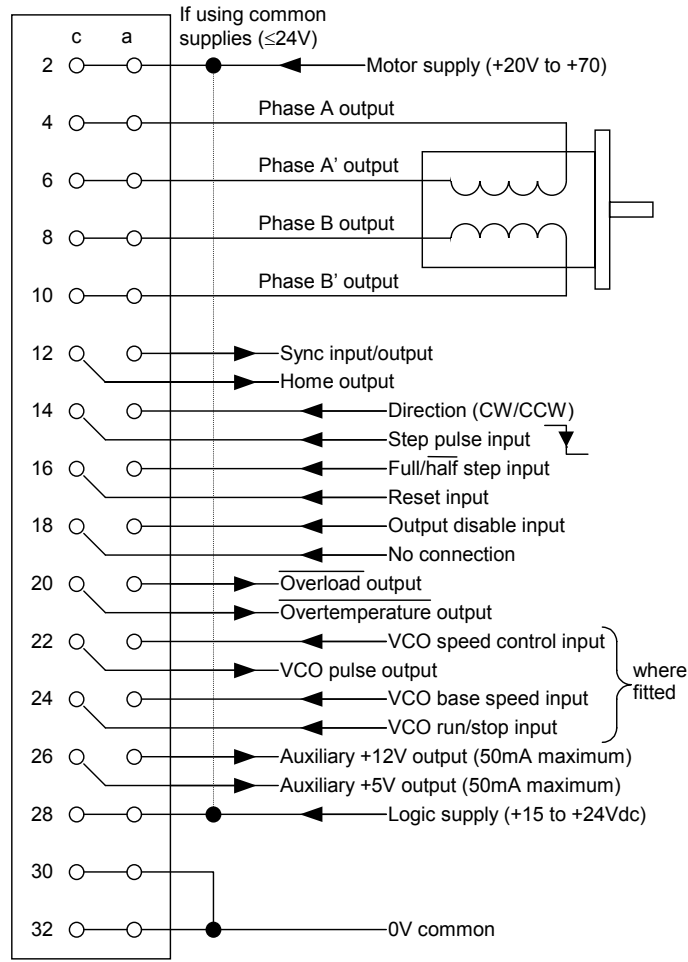 If using common
supplies (≤24V)
c a
2 Motor supply (+20V to +70)
4 Phase A output
6 Phase A' output
8 Phase B output
10 Phase B' output
12 Sync input/output
Home output
14 Direction (CW/CCW)
Step pulse input
16 Full/half step input
Reset input
18 Output disable input
No connection
20 Overload output
Overtemperature output
22 VCO speed control input
VCO pulse output
where
fitted
24 VCO base speed input
VCO run/stop input
26 Auxiliary +12V output (50mA maximum)
Auxiliary +5V output (50mA maximum)
28 Logic supply (+15 to +24Vdc)
30
32 0V common